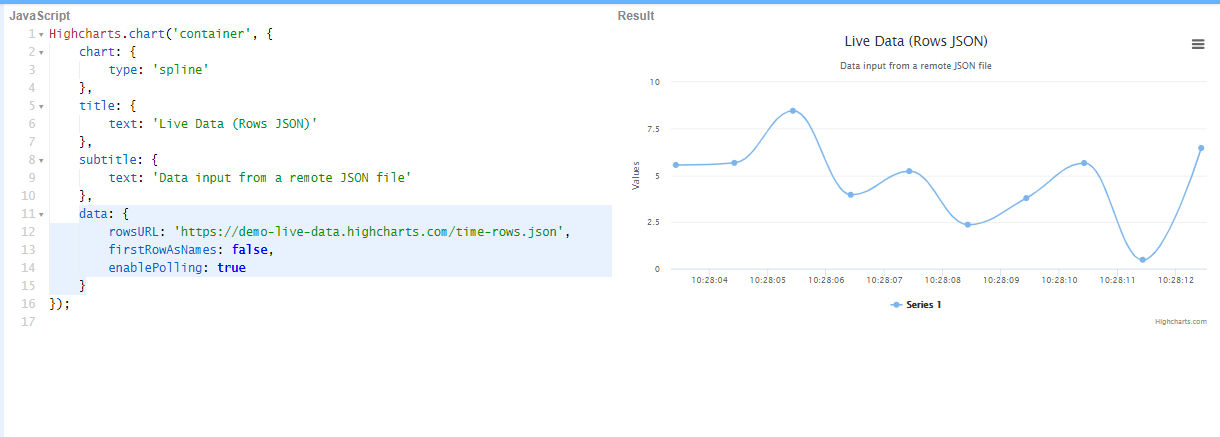 JavaScript
1 Highcharts.chart('container', {
2 chart: {
3 type: 'spline'
4 },
5 title: {
6 text: 'Live Data (Rows JSON)'
7 },
8 subtitle: {
9 text: 'Data input from a remote JSON file'
10 },
11 data: {
12 rowsURL: 'https://demo-live-data.highcharts.com/time-rows.json',
13 firstRowAsNames: false,
14 enablePolling: true
15 }
16 });
17
Result
Live Data (Rows JSON)
Data input from a remote JSON file
Values
10
7.5
5
2.5
0
10:28:04 10:28:05 10:28:06 10:28:07 10:28:08 10:28:09 10:28:10 10:28:11 10:28:12
Series 1
Highcharts.com